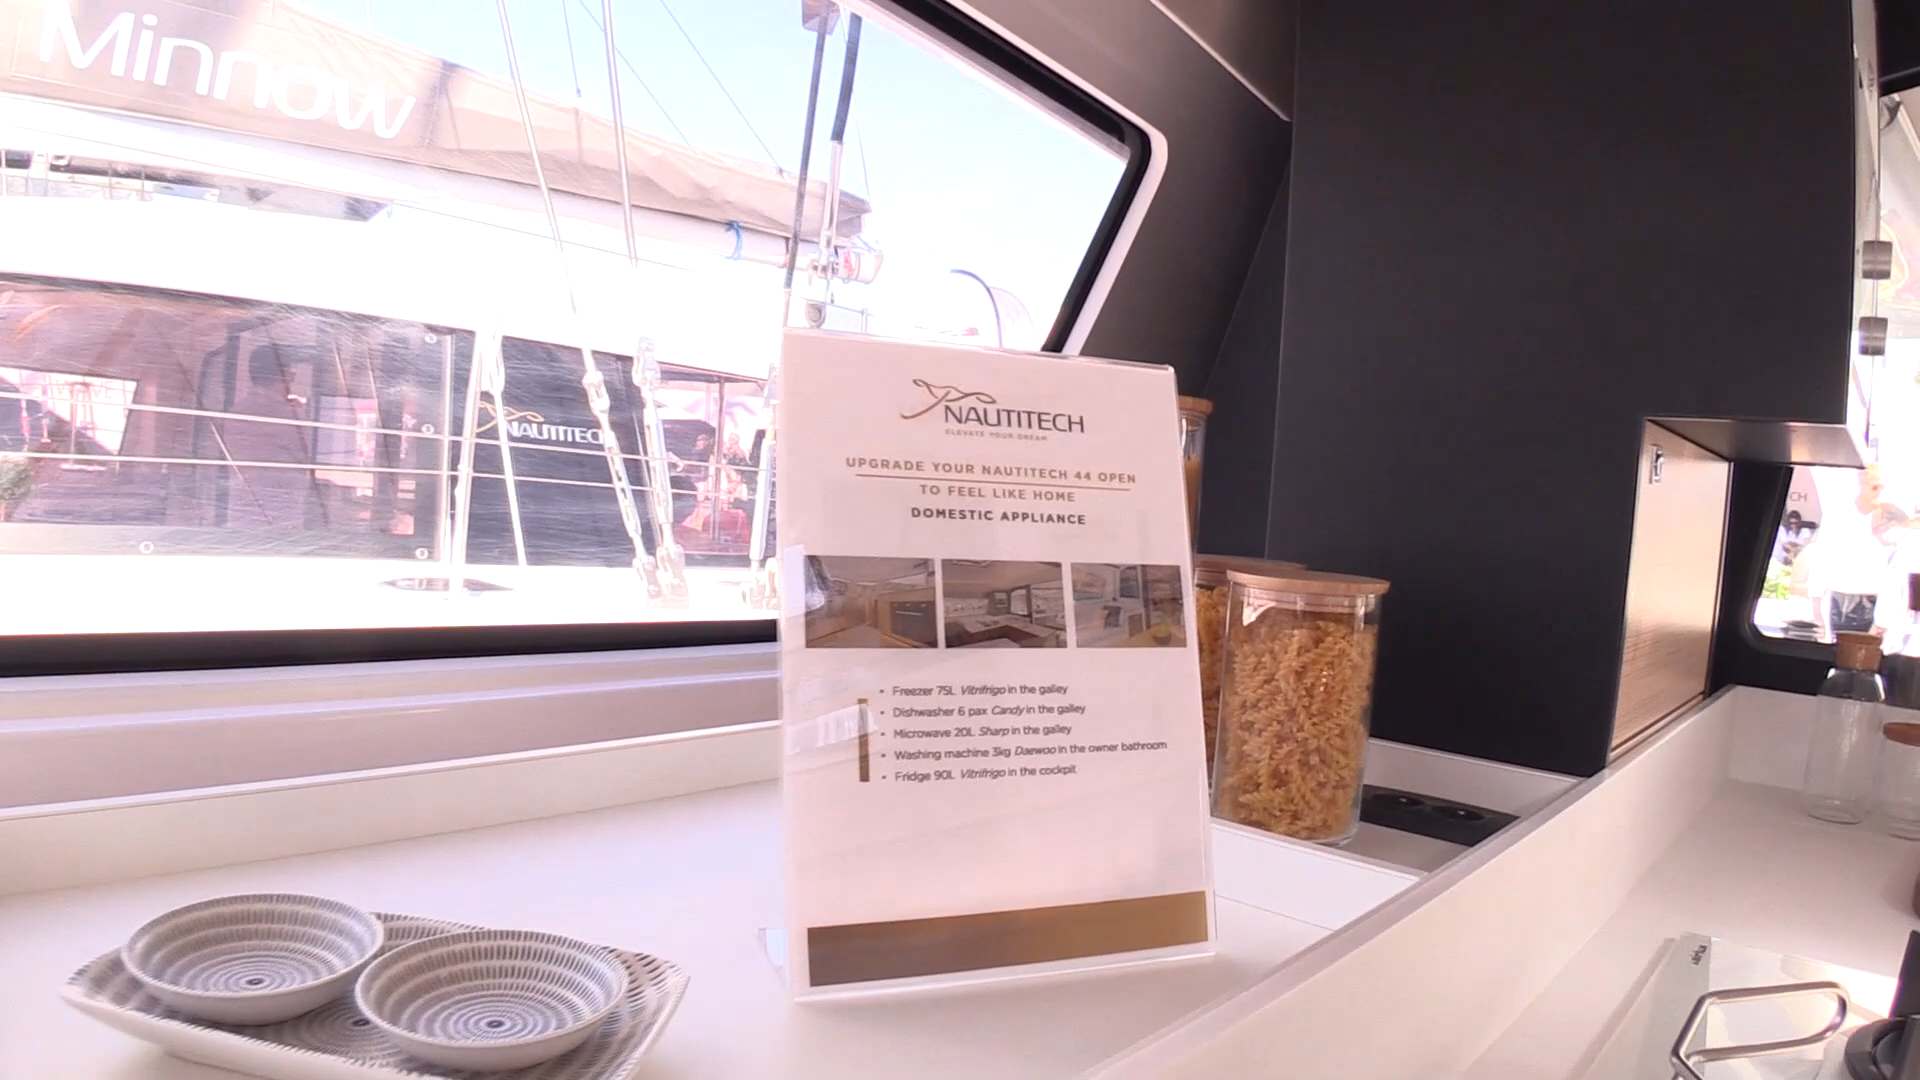 Minnow
NAUTITECH
NAUTITECH
ELEVATE YOUR DREAM
UPGRADE YOUR NAUTITECH 44 OPEN
TO FEEL LIKE HOME
DOMESTIC APPLIANCE
• Freezer 75L Vitrifrigo in the galley
• Dishwasher 6 pax Candy in the galley
• Microwave 20L Sharp in the galley
• Washing machine 3kg Daewoo in the owner bathroom
• Fridge 90L Vitrifrigo in the cockpit